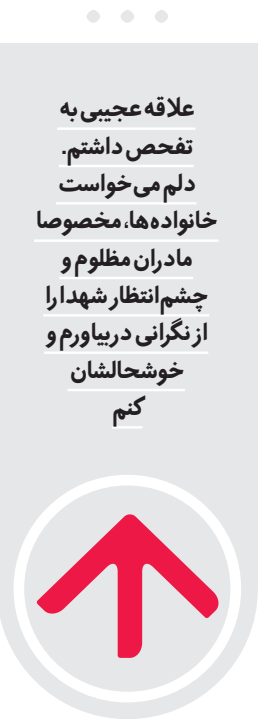 علاقه عجیبی به
تفحص داشتم.
دلم می‌خواست
خانواده‌ها، مخصوصا
مادران مظلوم و
چشم‌انتظار شهدا را
از نگرانی دربیاورم و
خوشحالشان
کنم